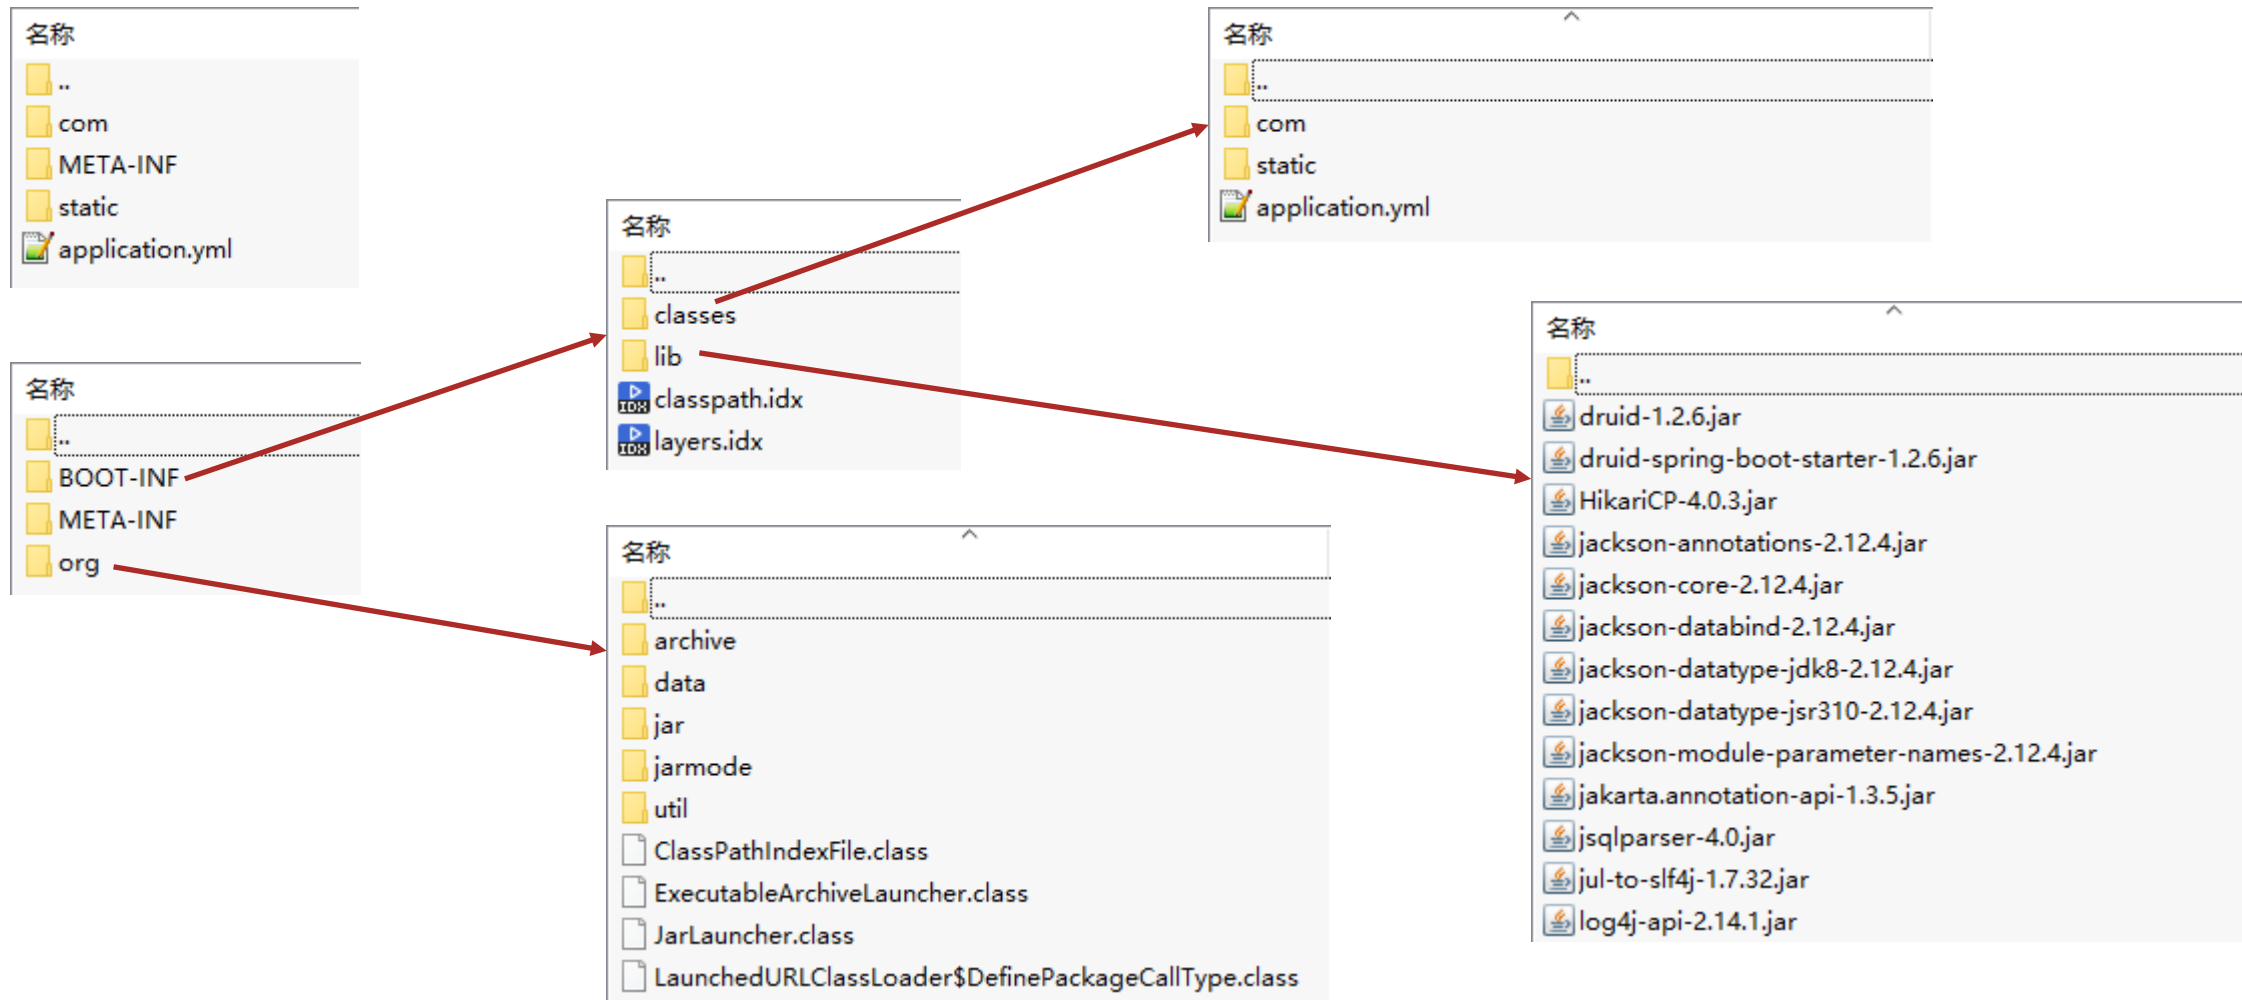 名称
..
com
META-INF
static
application.yml
名称
..
BOOT-INF
META-INF
org
名称
..
classes
lib
classpath.idx
layers.idx
名称
..
archive
data
jar
jarmode
util
ClassPathIndexFile.class
ExecutableArchiveLauncher.class
JarLauncher.class
LaunchedURLClassLoader$DefinePackageCallType.class
名称
..
com
static
application.yml
名称
..
druid-1.2.6.jar
druid-spring-boot-starter-1.2.6.jar
HikariCP-4.0.3.jar
jackson-annotations-2.12.4.jar
jackson-core-2.12.4.jar
jackson-databind-2.12.4.jar
jackson-datatype-jdk8-2.12.4.jar
jackson-datatype-jsr310-2.12.4.jar
jackson-module-parameter-names-2.12.4.jar
jakarta.annotation-api-1.3.5.jar
jsqlparser-4.0.jar
jul-to-slf4j-1.7.32.jar
log4j-api-2.14.1.jar